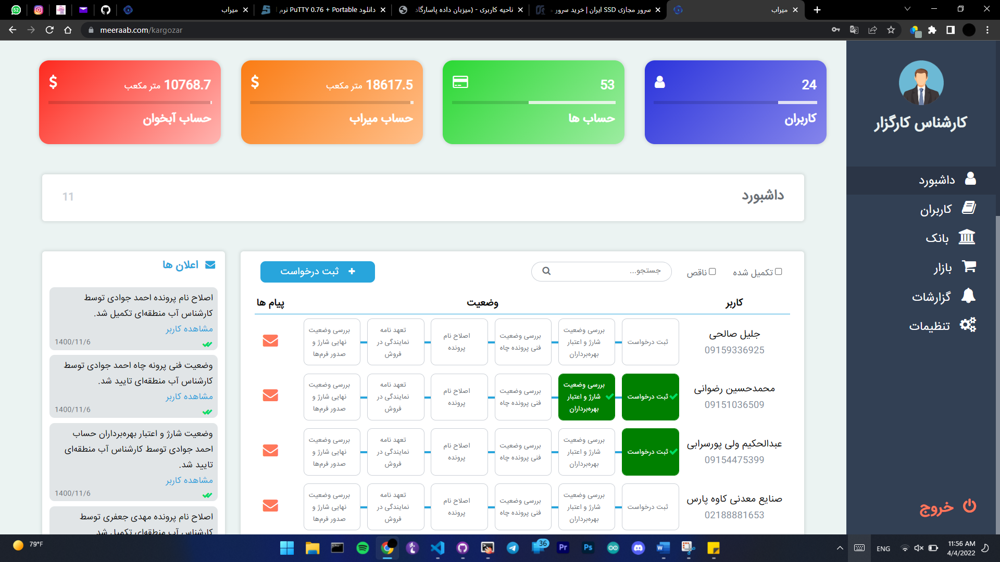 میراب
سرور مجازی SSD ایران | خرید سرور
ناحیه کاربری - (میزبان داده پاسارگاد
دانلود PuTTY 0.76 + Portable نرم
میراب
meeraab.com/kargozar
کارشناس کارگزار
داشبورد
کاربران
بانک
بازار
گزارشات
تنظیمات
خروج
24
کاربران
53
حساب ها
18617.5 متر مکعب
حساب میراب
10768.7 متر مکعب
حساب آبخوان
داشبورد
11
تکمیل شده
ناقص
جستجو...
ثبت درخواست
کاربر
وضعیت
پیام ها
جلیل صالحی
09159336925
ثبت درخواست
بررسی وضعیت
شارژ و اعتبار
بهره‌برداران
بررسی وضعیت
فنی پرونده چاه
اصلاح نام
پرونده
تعهد نامه
نمایندگی در
فروش
بررسی وضعیت
نهایی شارژ و
صدور فرم‌ها
محمدحسین رضوانی
09151036509
ثبت درخواست
بررسی وضعیت
شارژ و اعتبار
بهره‌برداران
بررسی وضعیت
فنی پرونده چاه
اصلاح نام
پرونده
تعهد نامه
نمایندگی در
فروش
بررسی وضعیت
نهایی شارژ و
صدور فرم‌ها
عبدالحکیم ولی پورسرابی
09154475399
ثبت درخواست
بررسی وضعیت
شارژ و اعتبار
بهره‌برداران
بررسی وضعیت
فنی پرونده چاه
اصلاح نام
پرونده
تعهد نامه
نمایندگی در
فروش
بررسی وضعیت
نهایی شارژ و
صدور فرم‌ها
صنایع معدنی کاوه پارس
02188881653
ثبت درخواست
بررسی وضعیت
شارژ و اعتبار
بهره‌برداران
بررسی وضعیت
فنی پرونده چاه
اصلاح نام
پرونده
تعهد نامه
نمایندگی در
فروش
بررسی وضعیت
نهایی شارژ و
صدور فرم‌ها
اعلان ها
اصلاح نام پرونده احمد جوادی توسط
کارشناس آب منطقه‌ای تکمیل شد.
مشاهده کاربر
1400/11/6
وضعیت فنی پرونه چاه احمد جوادی توسط
کارشناس آب منطقه‌ای تایید شد.
مشاهده کاربر
1400/11/6
وضعیت شارژ و اعتبار بهره‌برداران حساب
احمد جوادی توسط کارشناس آب منطقه‌ای
تایید شد.
مشاهده کاربر
1400/11/6
اصلاح نام پرونده مهدی جعفری توسط
کارشناس آب منطقه‌ای تکمیل شد.
79°F
36
Pr
Ps
ENG
11:56 AM
4/4/2022